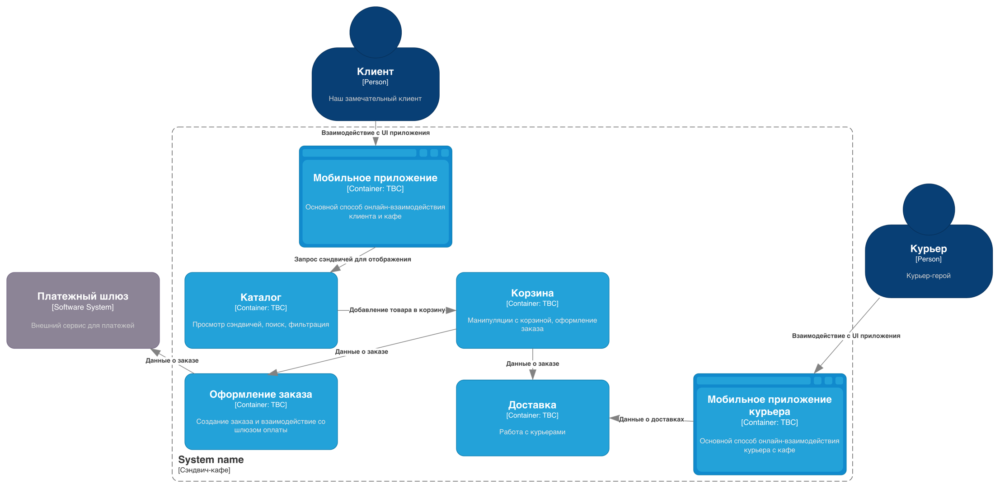 Клиент
[Person]
Наш замечательный клиент
Взаимодействие с UI приложения
Мобильное приложение
[Container: TBC]
Основной способ онлайн-взаимодействия
клиента и кафе
Запрос сэндвичей для отображения
Курьер
[Person]
Курьер-герой
Взаимодействие с UI приложения
Платежный шлюз
[Software System]
Внешний сервис для платежей
Каталог
[Container: TBC]
Просмотр сэндвичей, поиск, фильтрация
Добавление товара в корзину
Корзина
[Container: TBC]
Манипуляции с корзиной, оформление
заказа
Данные о заказе
Данные о заказе
Данные о заказе
Оформление заказа
[Container: TBC]
Создание заказа и взаимодействие со
шлюзом оплаты
Доставка
[Container: TBC]
Работа с курьерами
Данные о доставках
Мобильное приложение
курьера
[Container: TBC]
Основной способ онлайн-взаимодействия
курьера с кафе
System name
[Сэндвич-кафе]